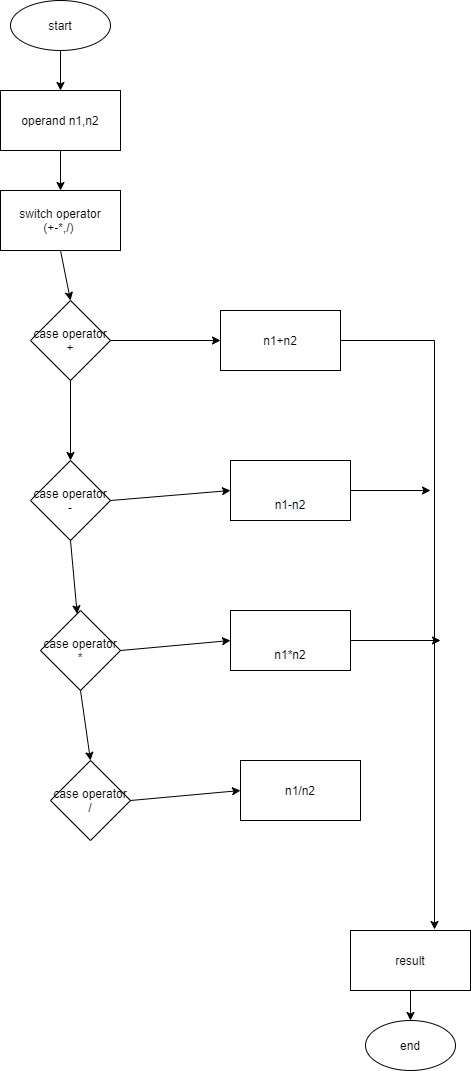 start
operand n1,n2
switch operator
(+-*,/)
case operator
+
n1+n2
case operator
-
n1-n2
case operator
*
n1*n2
case operator
/
n1/n2
result
end